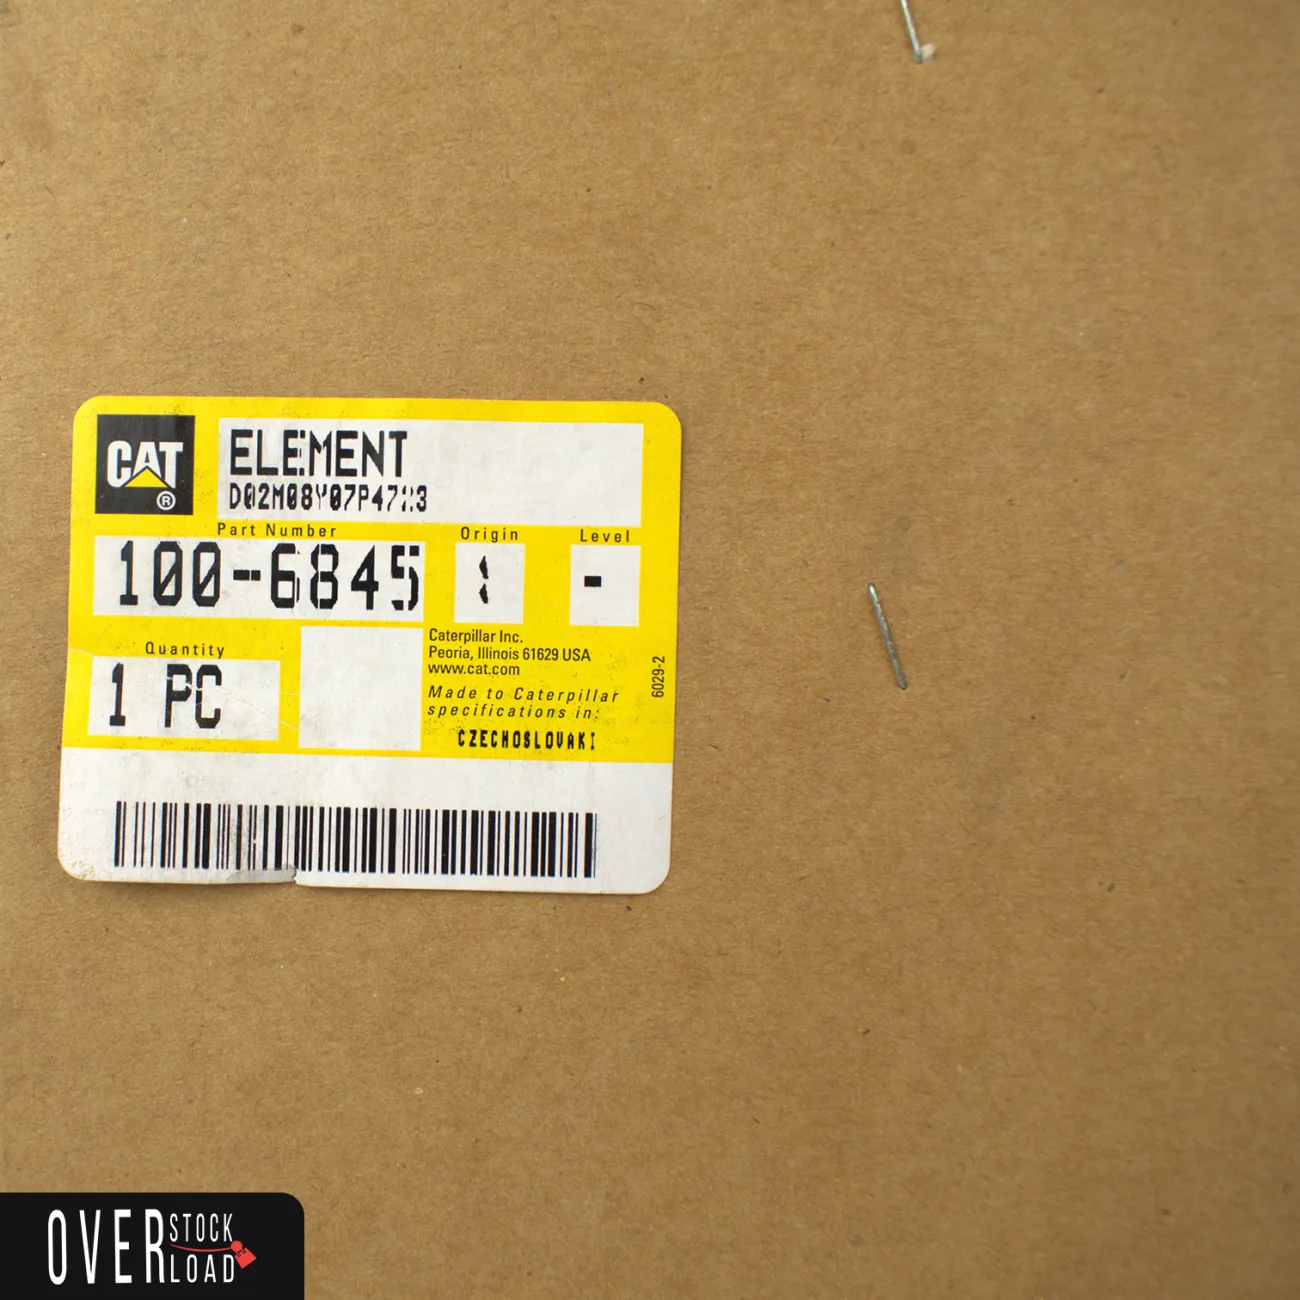 CAT
®
ELEMENT
Part Number
100-6845
Origin
Level
-
Quantity
1 PC
Caterpillar Inc.
Peoria, Illinois 61629 USA
www.cat.com
Made to Caterpillar
specifications in:
CZECHOSLOVAKI
6029-2
OVER STOCK
LOAD